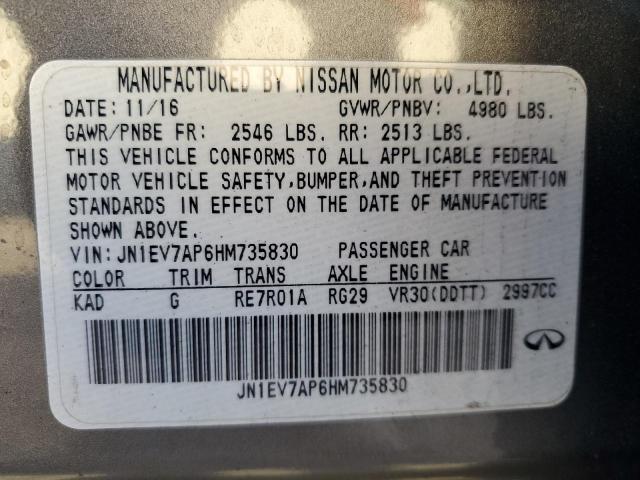 MANUFACTURED BY NISSAN MOTOR CO.,LTD.
DATE: 11/16 GVWR/PNBV: 4980 LBS.
GAWR/PNBE FR: 2546 LBS. RR: 2513 LBS.
THIS VEHICLE CONFORMS TO ALL APPLICABLE FEDERAL
MOTOR VEHICLE SAFETY,BUMPER,AND THEFT PREVENTION
STANDARDS IN EFFECT ON THE DATE OF MANUFACTURE
SHOWN ABOVE.
VIN:JN1EV7AP6HM735830 PASSENGER CAR
COLOR TRIM TRANS AXLE ENGINE
KAD G RE7R01A RG29 VR30(DDTT) 2997CC
JN1EV7AP6HM735830